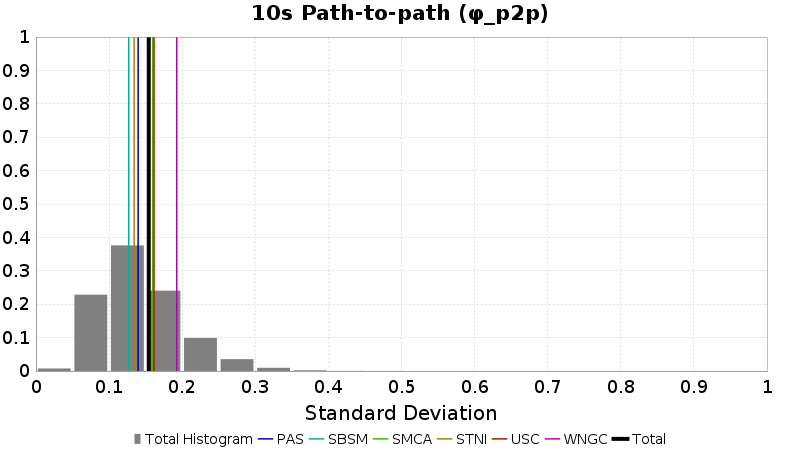 10s Path-to-path (φ_p2p)
1
0.9
0.8
0.7
0.6
0.5
0.4
0.3
0.2
0.1
0
0 0.1 0.2 0.3 0.4 0.5 0.6 0.7 0.8 0.9 1
Standard Deviation
Total Histogram PAS SBSM SMCA STNI USC WNGC Total